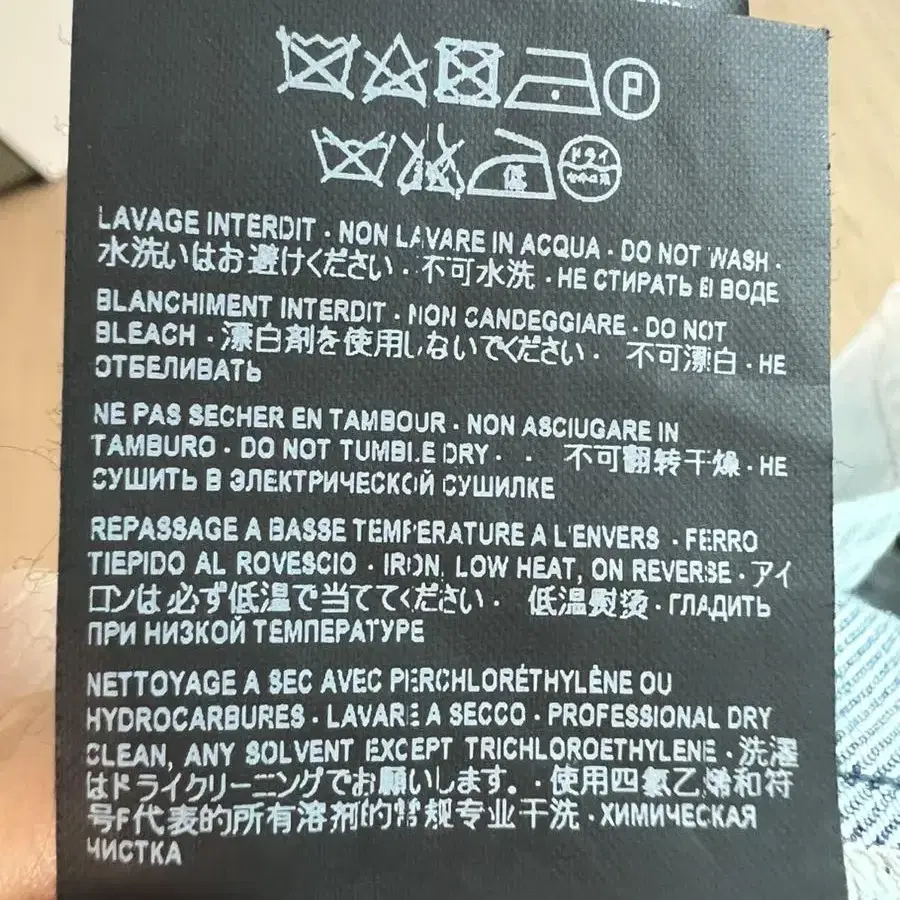 P
低
ドライ
LAVAGE INTERDIT · NON LAVARE IN ACQUA · DO NOT WASH ·
水洗いはお避けください · 不可水洗 · НЕ СТИРАТЬ В ВОДЕ
BLANCHIMENT INTERDIT · NON CANDEGGIARE · DO NOT
BLEACH · 漂白剤を使用しないでください · 不可漂白 · НЕ
ОТБЕЛИВАТЬ
NE PAS SECHER EN TAMBOUR · NON ASCIUGARE IN
TAMBURO · DO NOT TUMBLE DRY · · 不可翻转干燥 · НЕ
СУШИТЬ В ЭЛЕКТРИЧЕСКОЙ СУШИЛКЕ
REPASSAGE A BASSE TEMPERATURE A L'ENVERS · FERRO
TIEPIDO AL ROVESCIO · IRON, LOW HEAT, ON REVERSE · アイ
ロンは必ず低温で当ててください · 低温熨烫 · ГЛАДИТЬ
ПРИ НИЗКОЙ ТЕМПЕРАТУРЕ
NETTOYAGE A SEC AVEC PERCHLORÉTHYLÈNE OU
HYDROCARBURES · LAVARE A SECCO · PROFESSIONAL DRY
CLEAN, ANY SOLVENT EXCEPT TRICHLOROETHYLENE · 洗濯
はドライクリーニングでお願いします。· 使用四氯乙烯和符
号F代表的所有溶剂的常规专业干洗 · ХИМИЧЕСКАЯ
ЧИСТКА